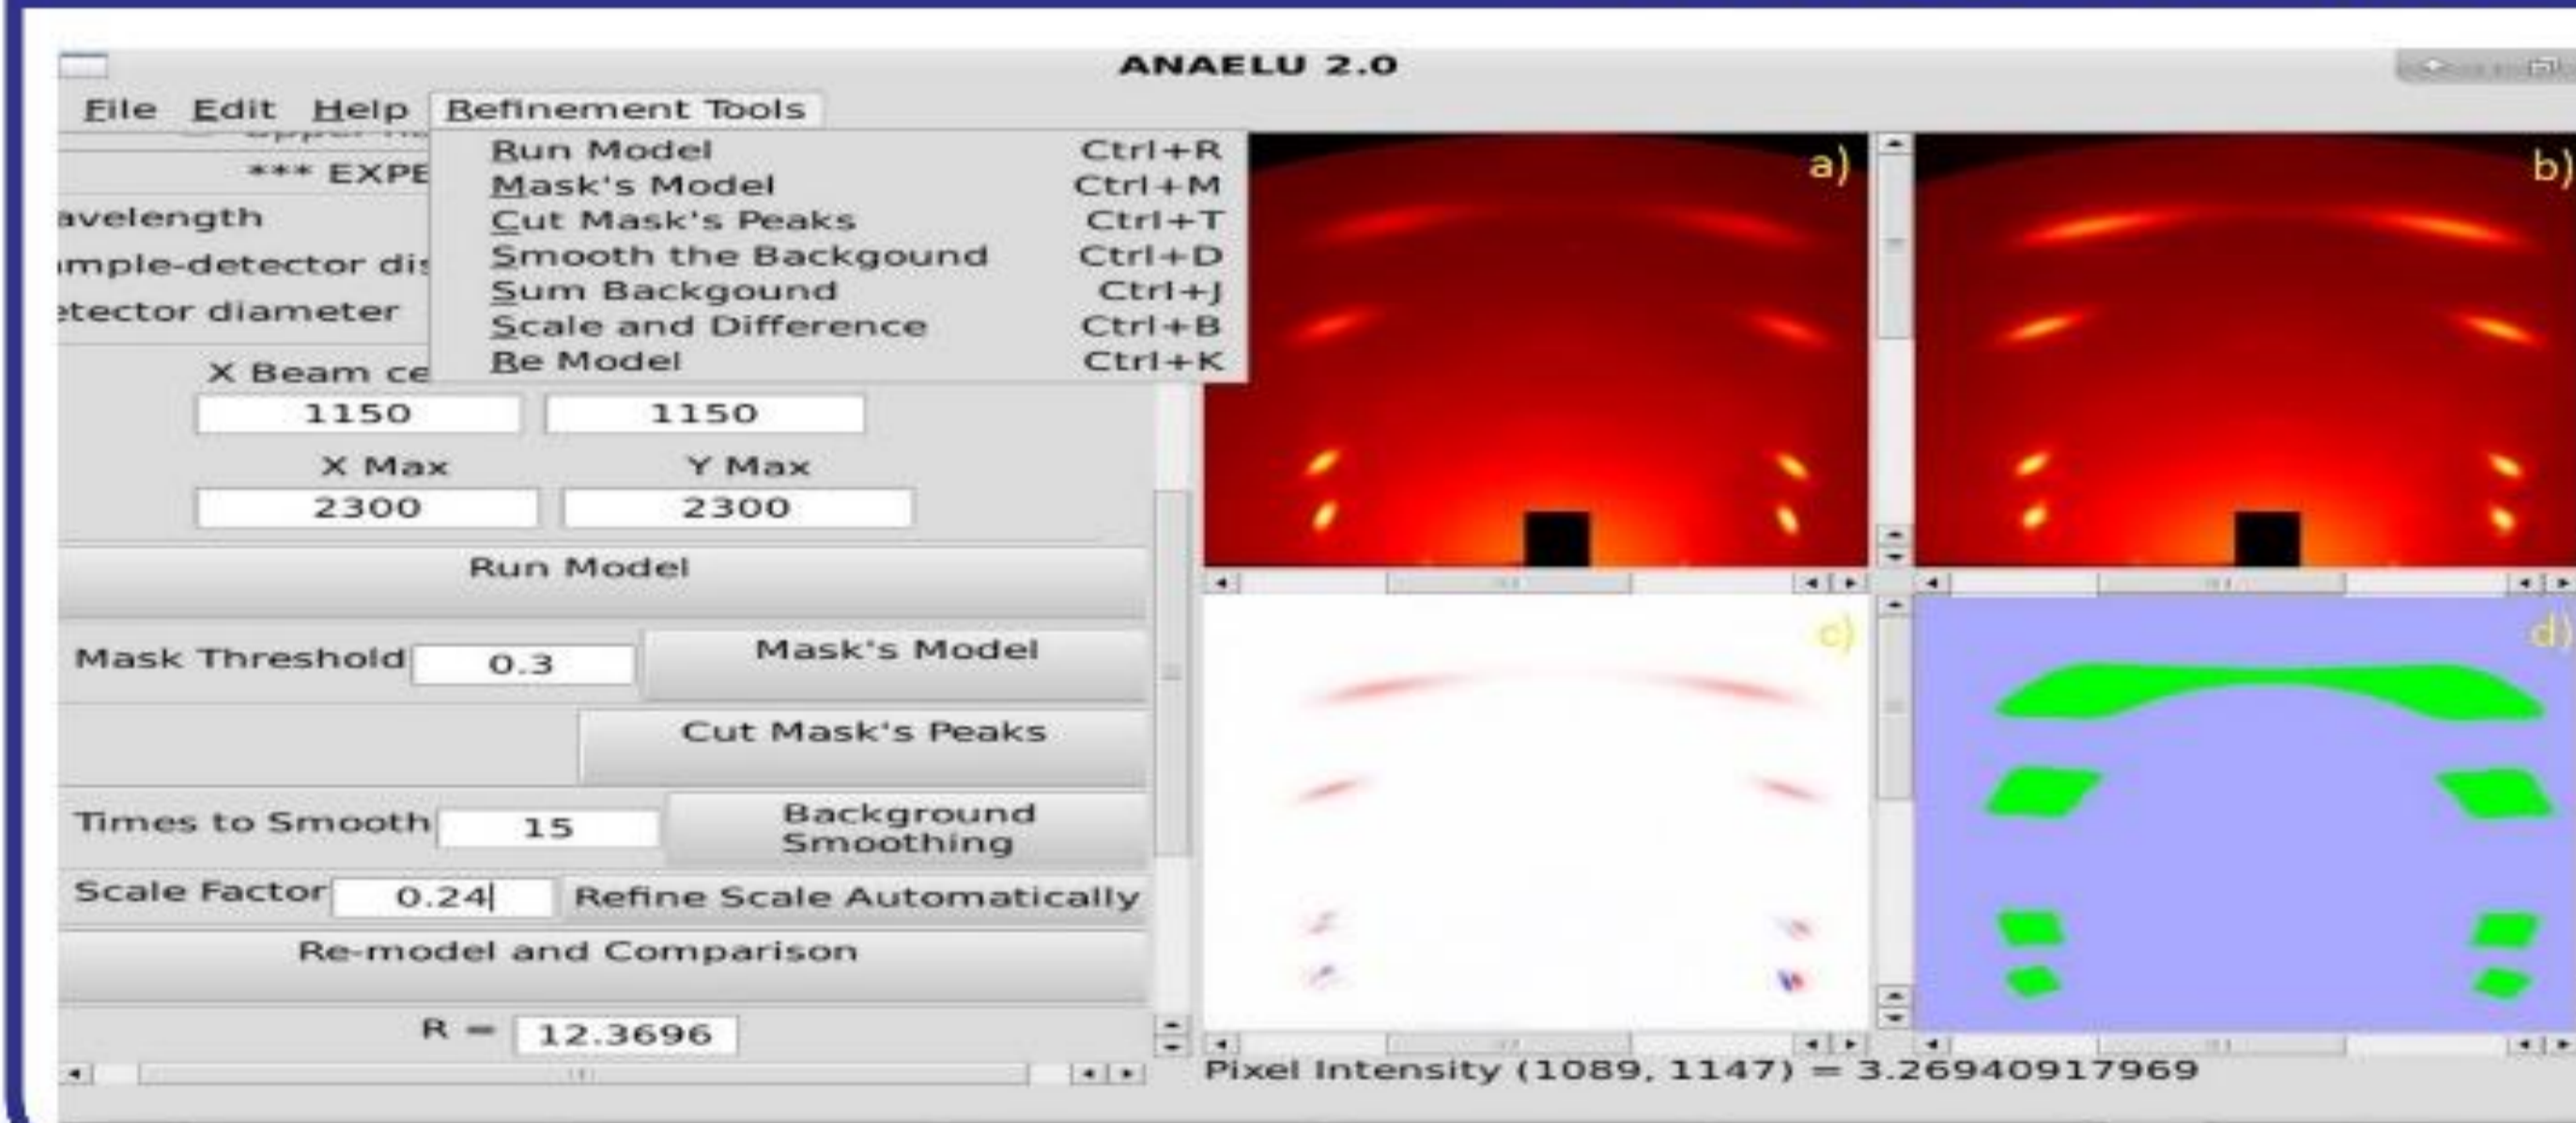 ANAELU 2.0
File Edit Help Refinement Tools
Run Model Ctrl+R
Mask's Model Ctrl+M
Cut Mask's Peaks Ctrl+T
Smooth the Backgound Ctrl+D
Sum Backgound Ctrl+J
Scale and Difference Ctrl+B
Re Model Ctrl+K
*** EXPE
avelength
mple-detector dis
etector diameter
X Beam ce
1150 1150
X Max Y Max
2300 2300
Run Model
Mask Threshold 0.3 Mask's Model
Cut Mask's Peaks
Times to Smooth 15 Background
Smoothing
Scale Factor 0.24 Refine Scale Automatically
Re-model and Comparison
R = 12.3696
a) b)
c) d)
Pixel Intensity (1089, 1147) = 3.26940917969